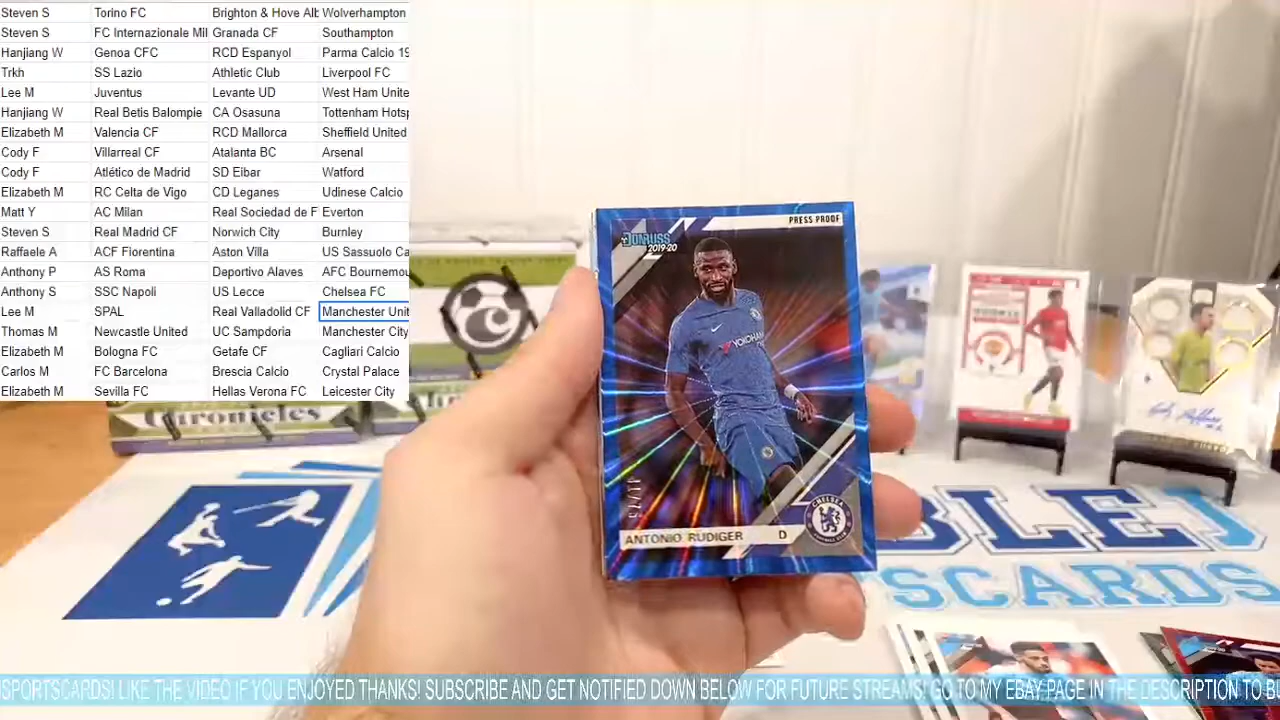 Steven S Torino FC Brighton & Hove Alb Wolverhampton
Steven S FC Internazionale Mil Granada CF Southampton
Hanjiang W Genoa CFC RCD Espanyol Parma Calcio 19
Trkh SS Lazio Athletic Club Liverpool FC
Lee M Juventus Levante UD West Ham Unite
Hanjiang W Real Betis Balompie CA Osasuna Tottenham Hotsp
Elizabeth M Valencia CF RCD Mallorca Sheffield United
Cody F Villarreal CF Atalanta BC Arsenal
Cody F Atlético de Madrid SD Eibar Watford
Elizabeth M RC Celta de Vigo CD Leganes Udinese Calcio
Matt Y AC Milan Real Sociedad de F Everton
Steven S Real Madrid CF Norwich City Burnley
Raffaele A ACF Fiorentina Aston Villa US Sassuolo Ca
Anthony P AS Roma Deportivo Alaves AFC Bournemou
Anthony S SSC Napoli US Lecce Chelsea FC
Lee M SPAL Real Valladolid CF Manchester Unit
Thomas M Newcastle United UC Sampdoria Manchester City
Elizabeth M Bologna FC Getafe CF Cagliari Calcio
Carlos M FC Barcelona Brescia Calcio Crystal Palace
Elizabeth M Sevilla FC Hellas Verona FC Leicester City
PRESS PROOF
DONRUSS
2019-20
YOKOHAMA
CHELSEA
FOOTBALL CLUB
ANTONIO RUDIGER D
Chronicles
BLEJ
TSCARDS
SPORTSCARDS! LIKE THE VIDEO IF YOU ENJOYED THANKS! SUBSCRIBE AND GET NOTIFIED DOWN BELOW FOR FUTURE STREAMS! GO TO MY EBAY PAGE IN THE DESCRIPTION TO BU